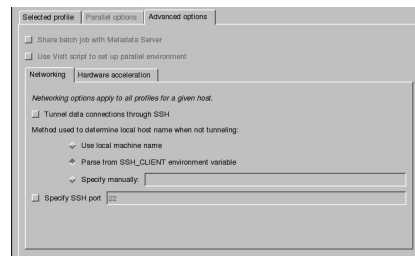 Selected profile Parallel options Advanced options
Share batch job with Metadata Server
Use VisIt script to set up parallel environment
Networking Hardware acceleration
Networking options apply to all profiles for a given host.
Tunnel data connections through SSH
Method used to determine local host name when not tunneling:
Use local machine name
Parse from SSH_CLIENT environment variable
Specify manually:
Specify SSH port 22